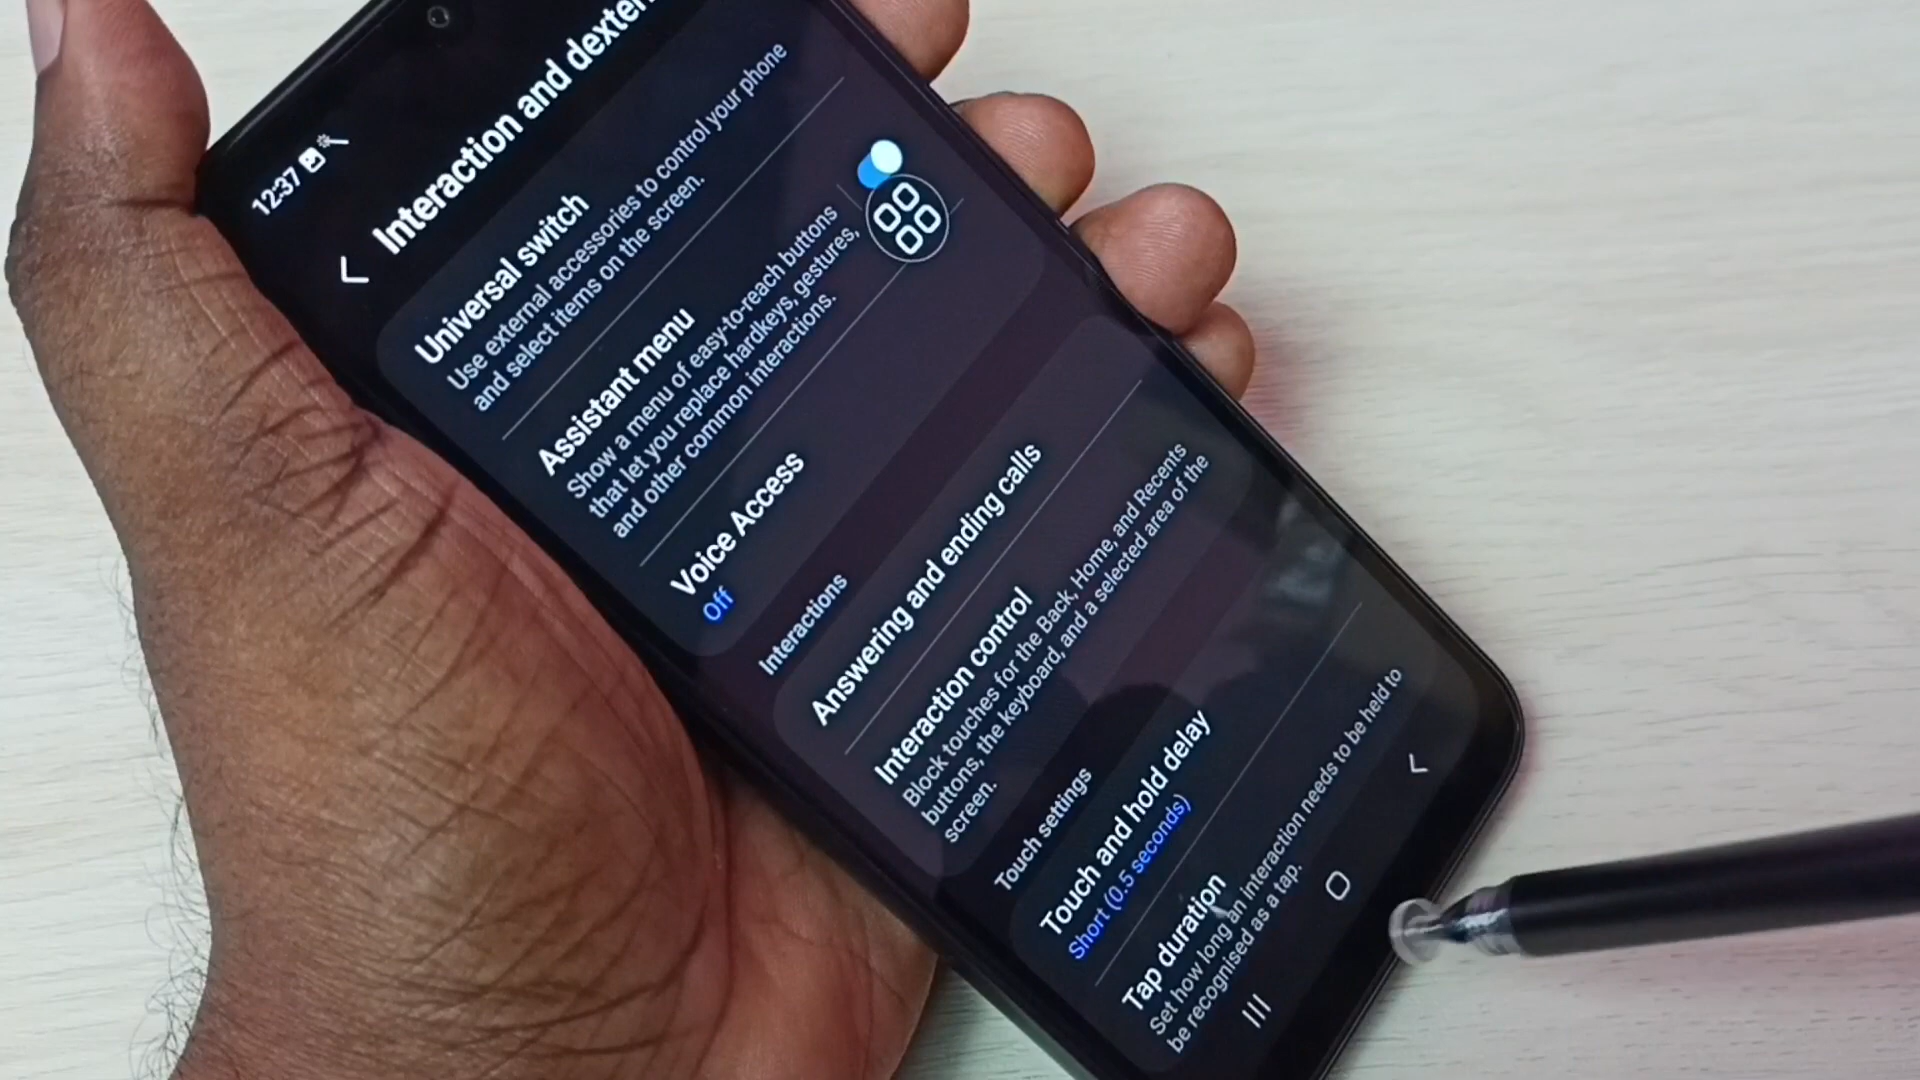 12:37
Interaction and dexter
Universal switch
Use external accessories to control your phone
and select items on the screen.
Assistant menu
Show a menu of easy-to-reach buttons
that let you replace hardkeys, gestures,
and other common interactions.
Voice Access
Off
Interactions
Answering and ending calls
Interaction control
Block touches for the Back, Home, and Recents
buttons, the keyboard, and a selected area of the
screen.
Touch settings
Touch and hold delay
Short (0.5 seconds)
Tap duration
Set how long an interaction needs to be held to
be recognised as a tap.